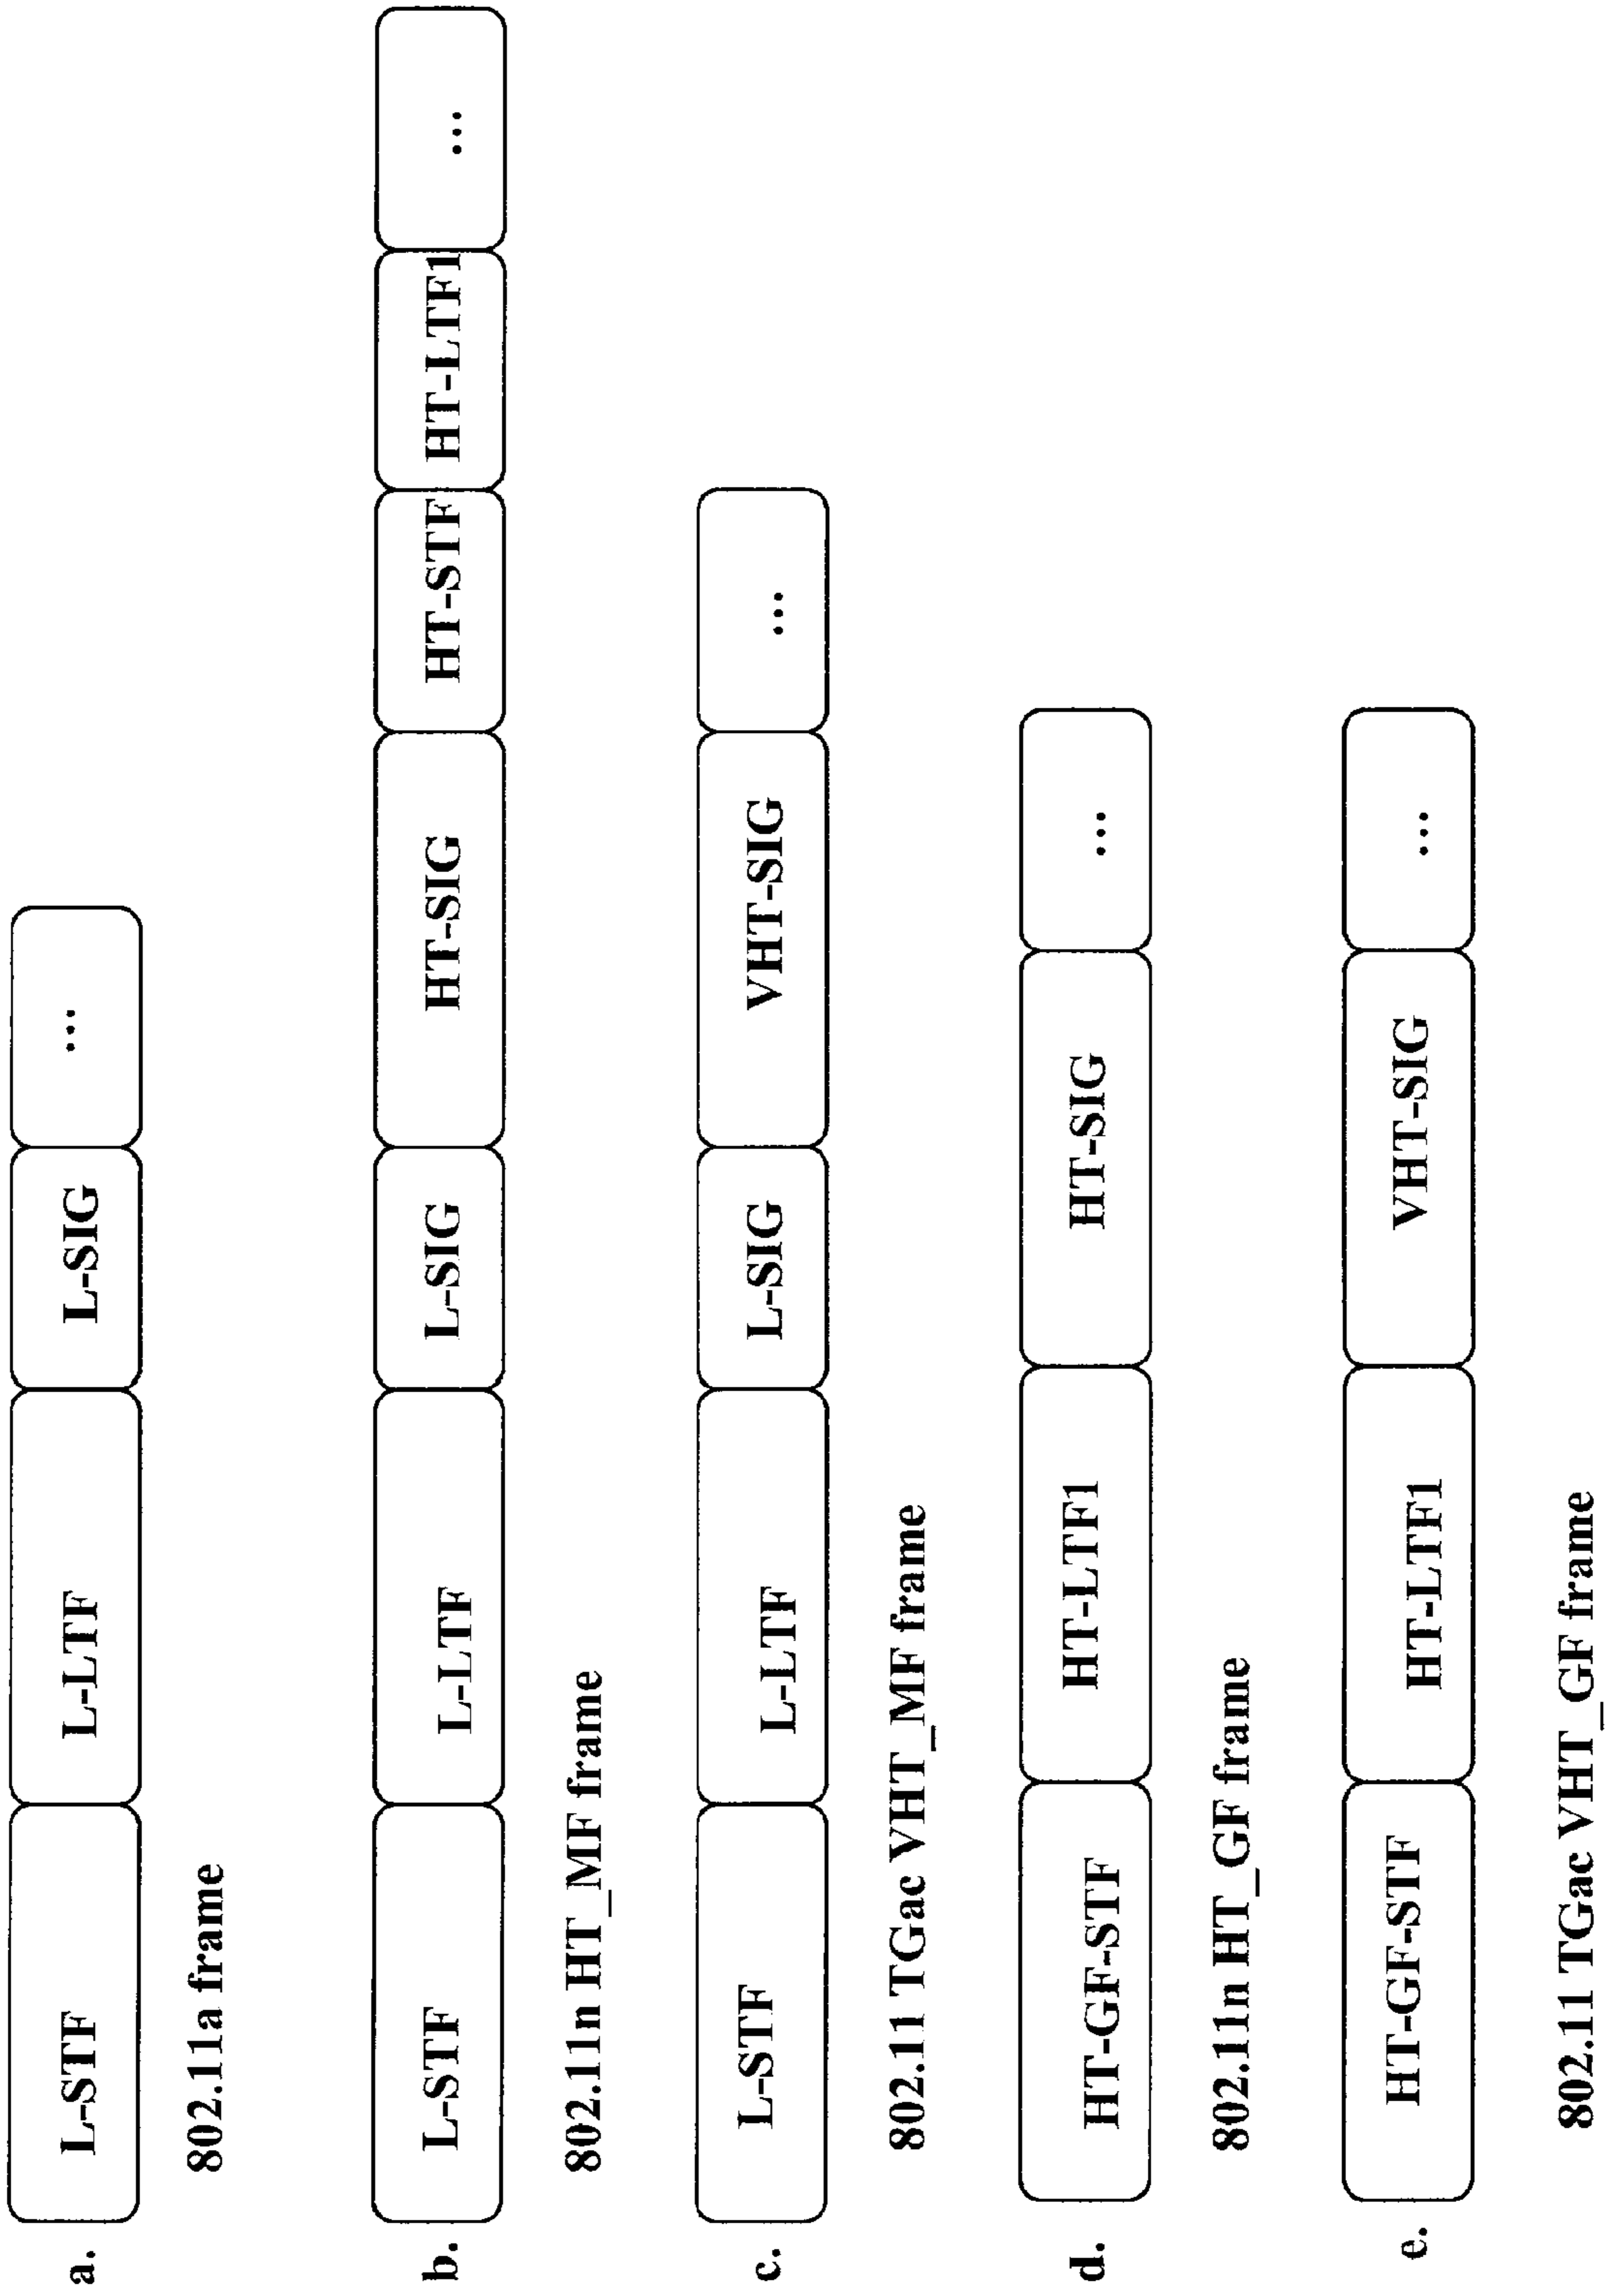 a. L-STF L-LTF L-SIG ...
802.11a frame
b. L-STF L-LTF L-SIG HT-SIG HT-STF HT-LTF1 ...
802.11n HT_MF frame
c. L-STF L-LTF L-SIG VHT-SIG ...
802.11 TGac VHT_MF frame
d. HT-GF-STF HT-LTF1 HT-SIG ...
802.11n HT_GF frame
e. HT-GF-STF HT-LTF1 VHT-SIG ...
802.11 TGac VHT_GF frame